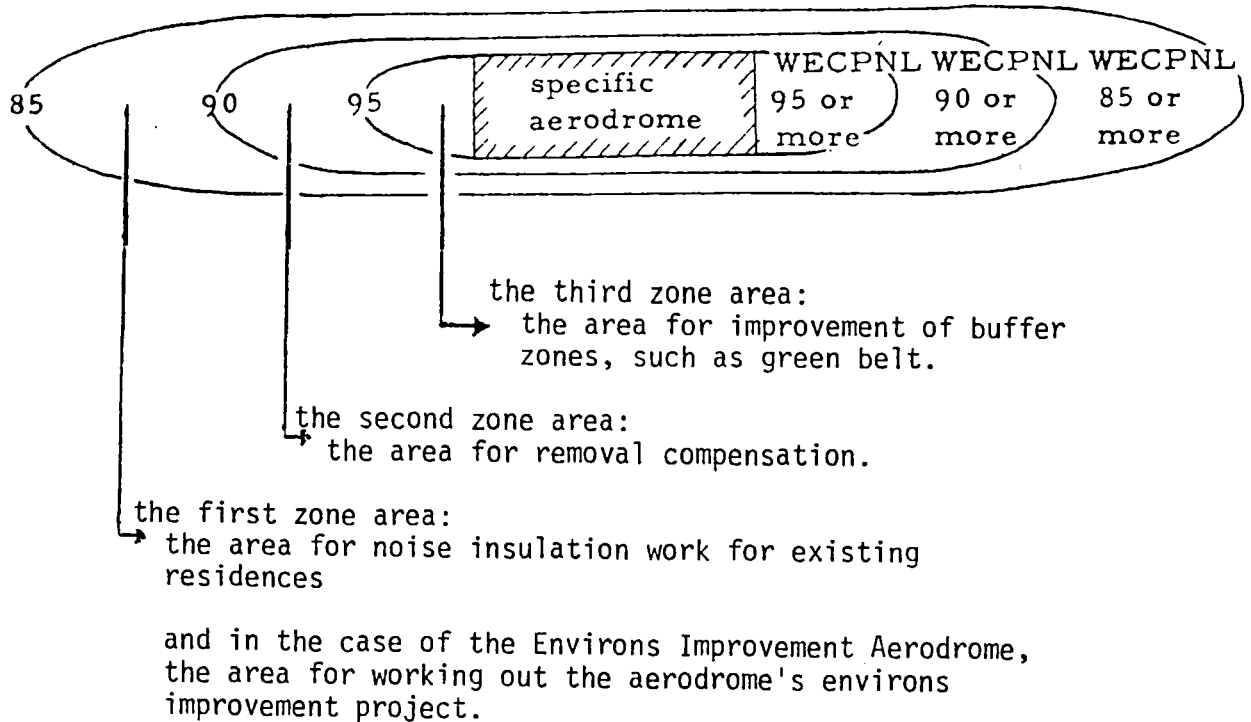 85 90 95 specific aerodrome WECPNL 95 or more WECPNL 90 or more WECPNL 85 or more
the third zone area:
the area for improvement of buffer
zones, such as green belt.
the second zone area:
the area for removal compensation.
the first zone area:
the area for noise insulation work for existing
residences
and in the case of the Environs Improvement Aerodrome,
the area for working out the aerodrome's environs
improvement project.